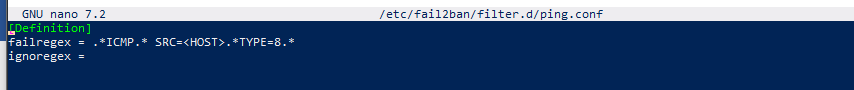 GNU nano 7.2 /etc/fail2ban/filter.d/ping.conf
[Definition]
failregex = .*ICMP.* SRC=<HOST>.*TYPE=8.*
ignoregex =